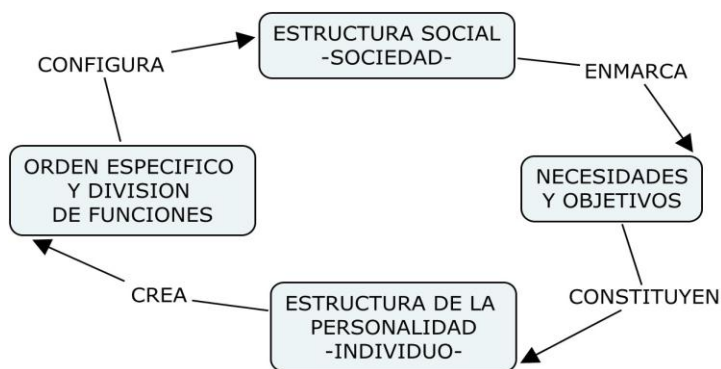 ESTRUCTURA SOCIAL
-SOCIEDAD-
ENMARCA
NECESIDADES
Y OBJETIVOS
CONSTITUYEN
ESTRUCTURA DE LA
PERSONALIDAD
-INDIVIDUO-
CREA
ORDEN ESPECIFICO
Y DIVISION
DE FUNCIONES
CONFIGURA